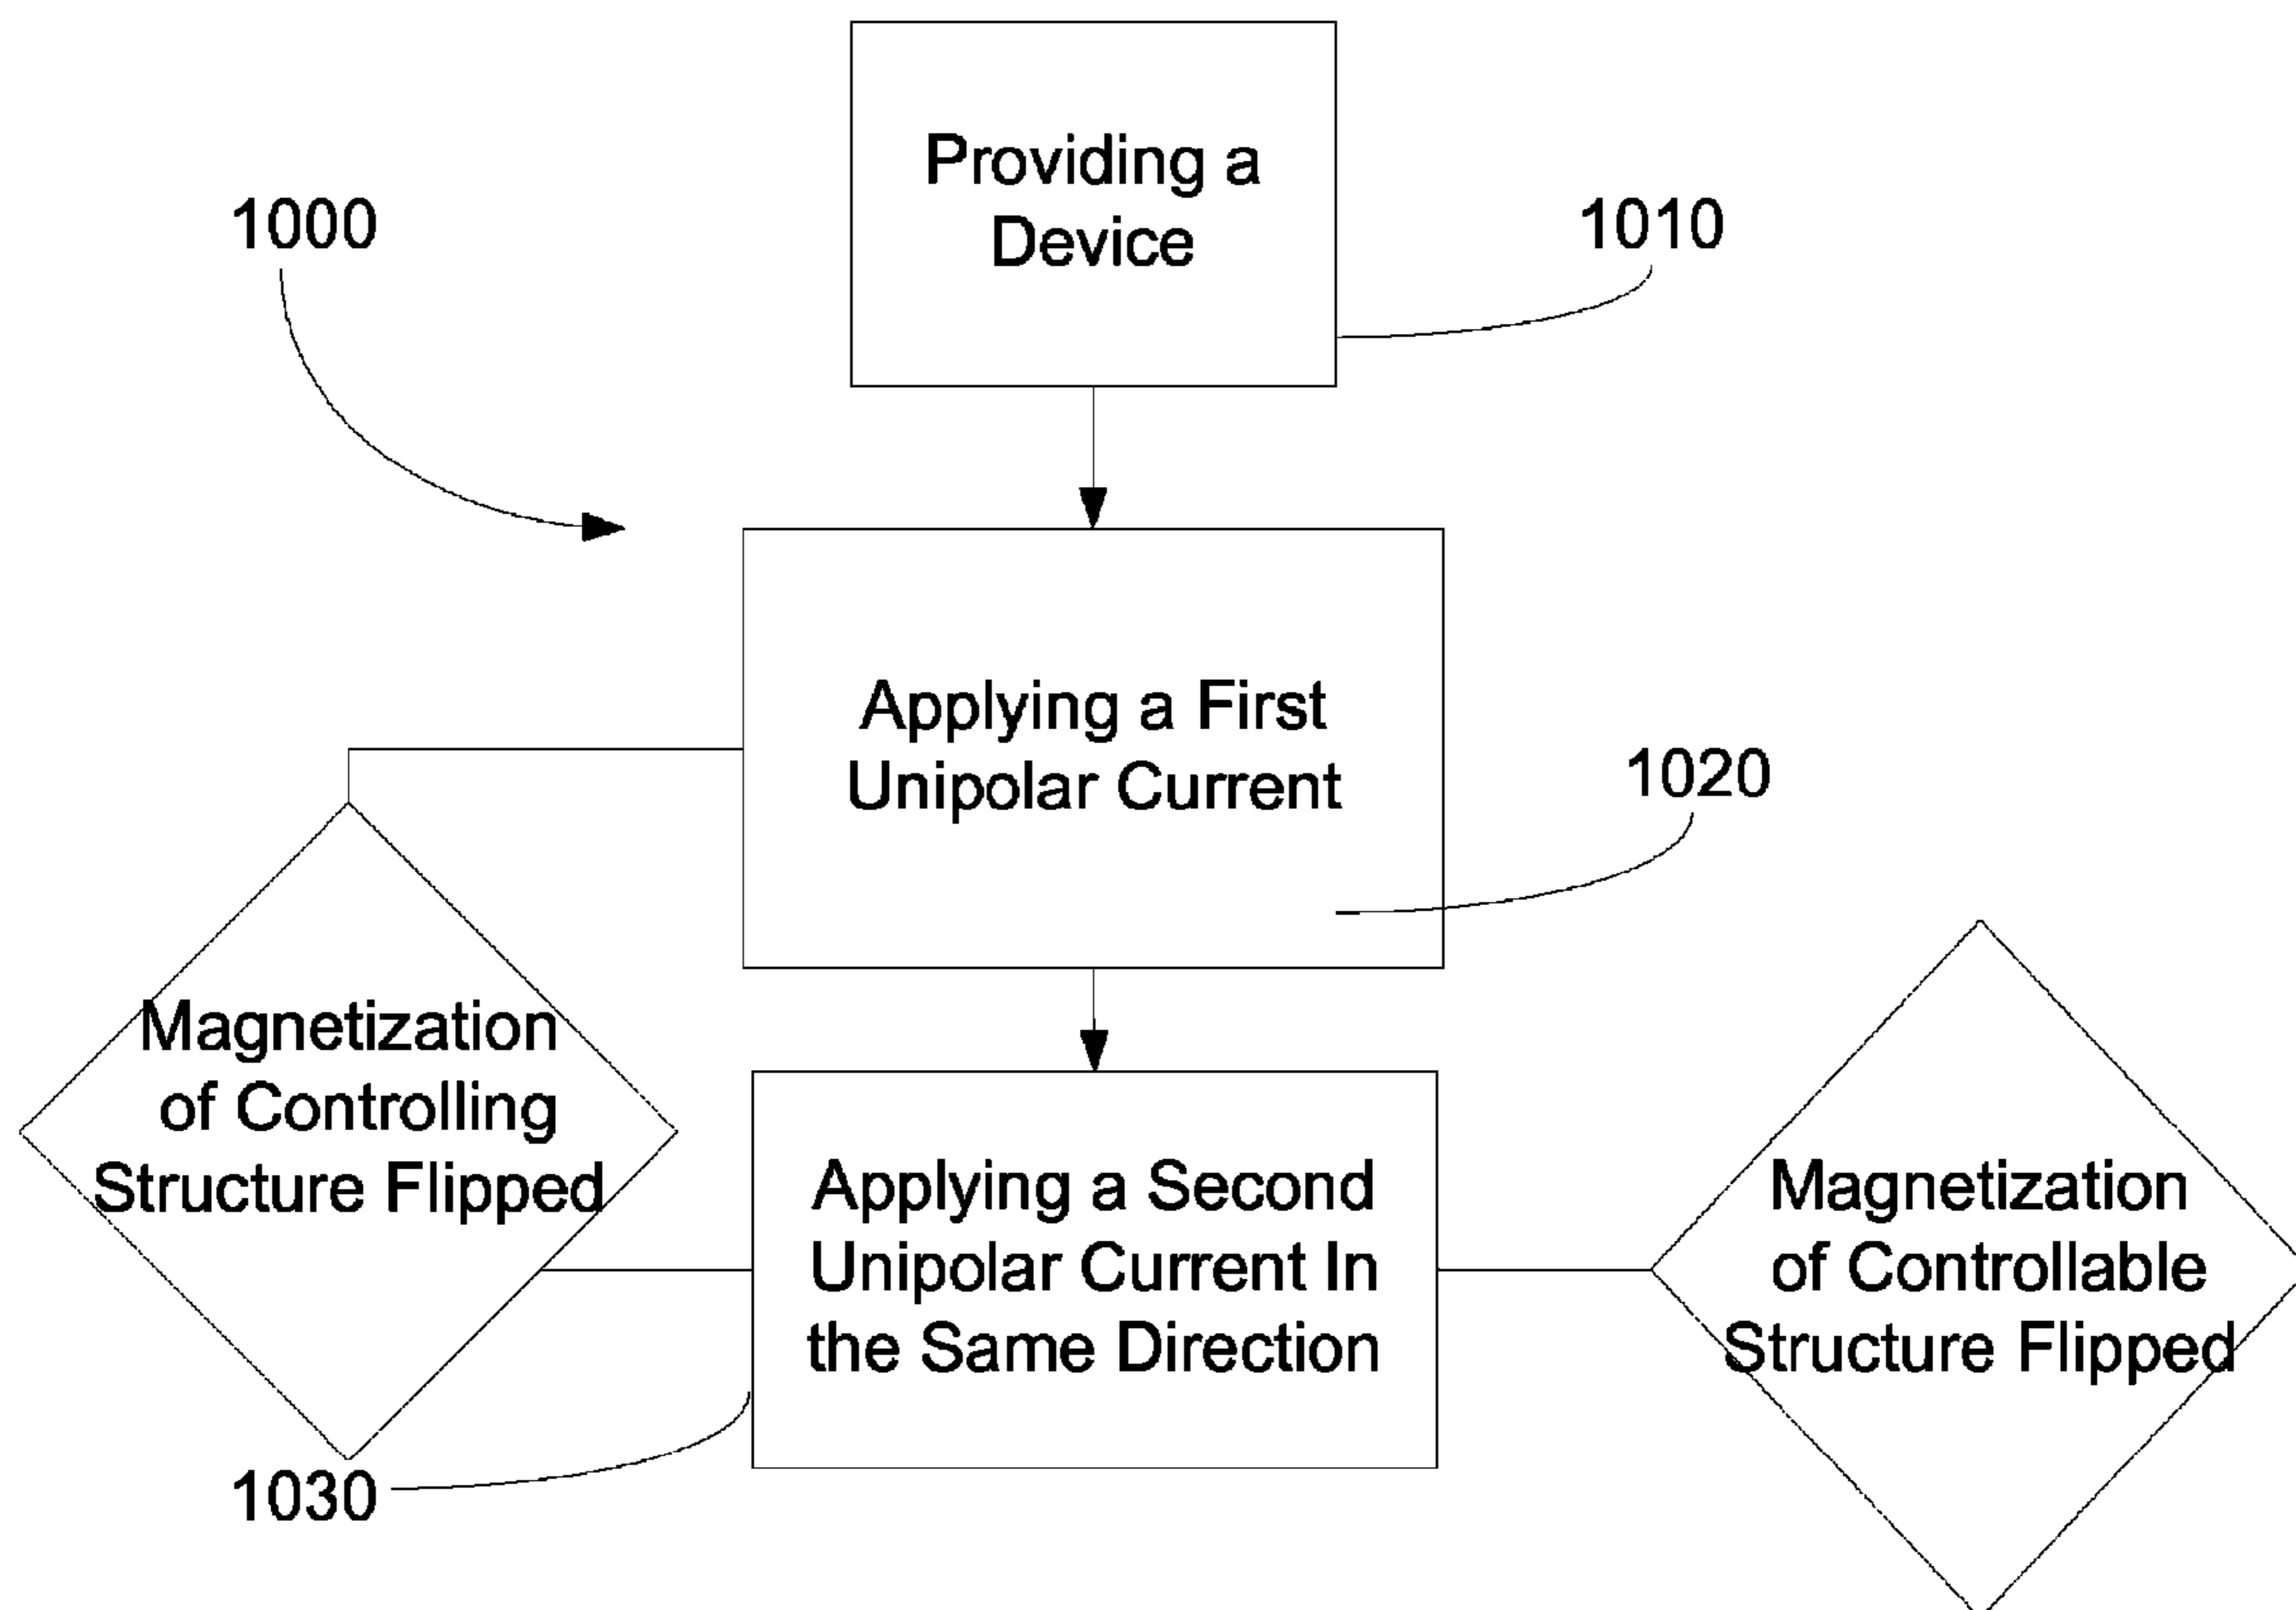 Providing a
Device
1000
1010
Applying a First
Unipolar Current
1020
Magnetization
of Controlling
Structure Flipped
Applying a Second
Unipolar Current In
the Same Direction
Magnetization
of Controllable
Structure Flipped
1030